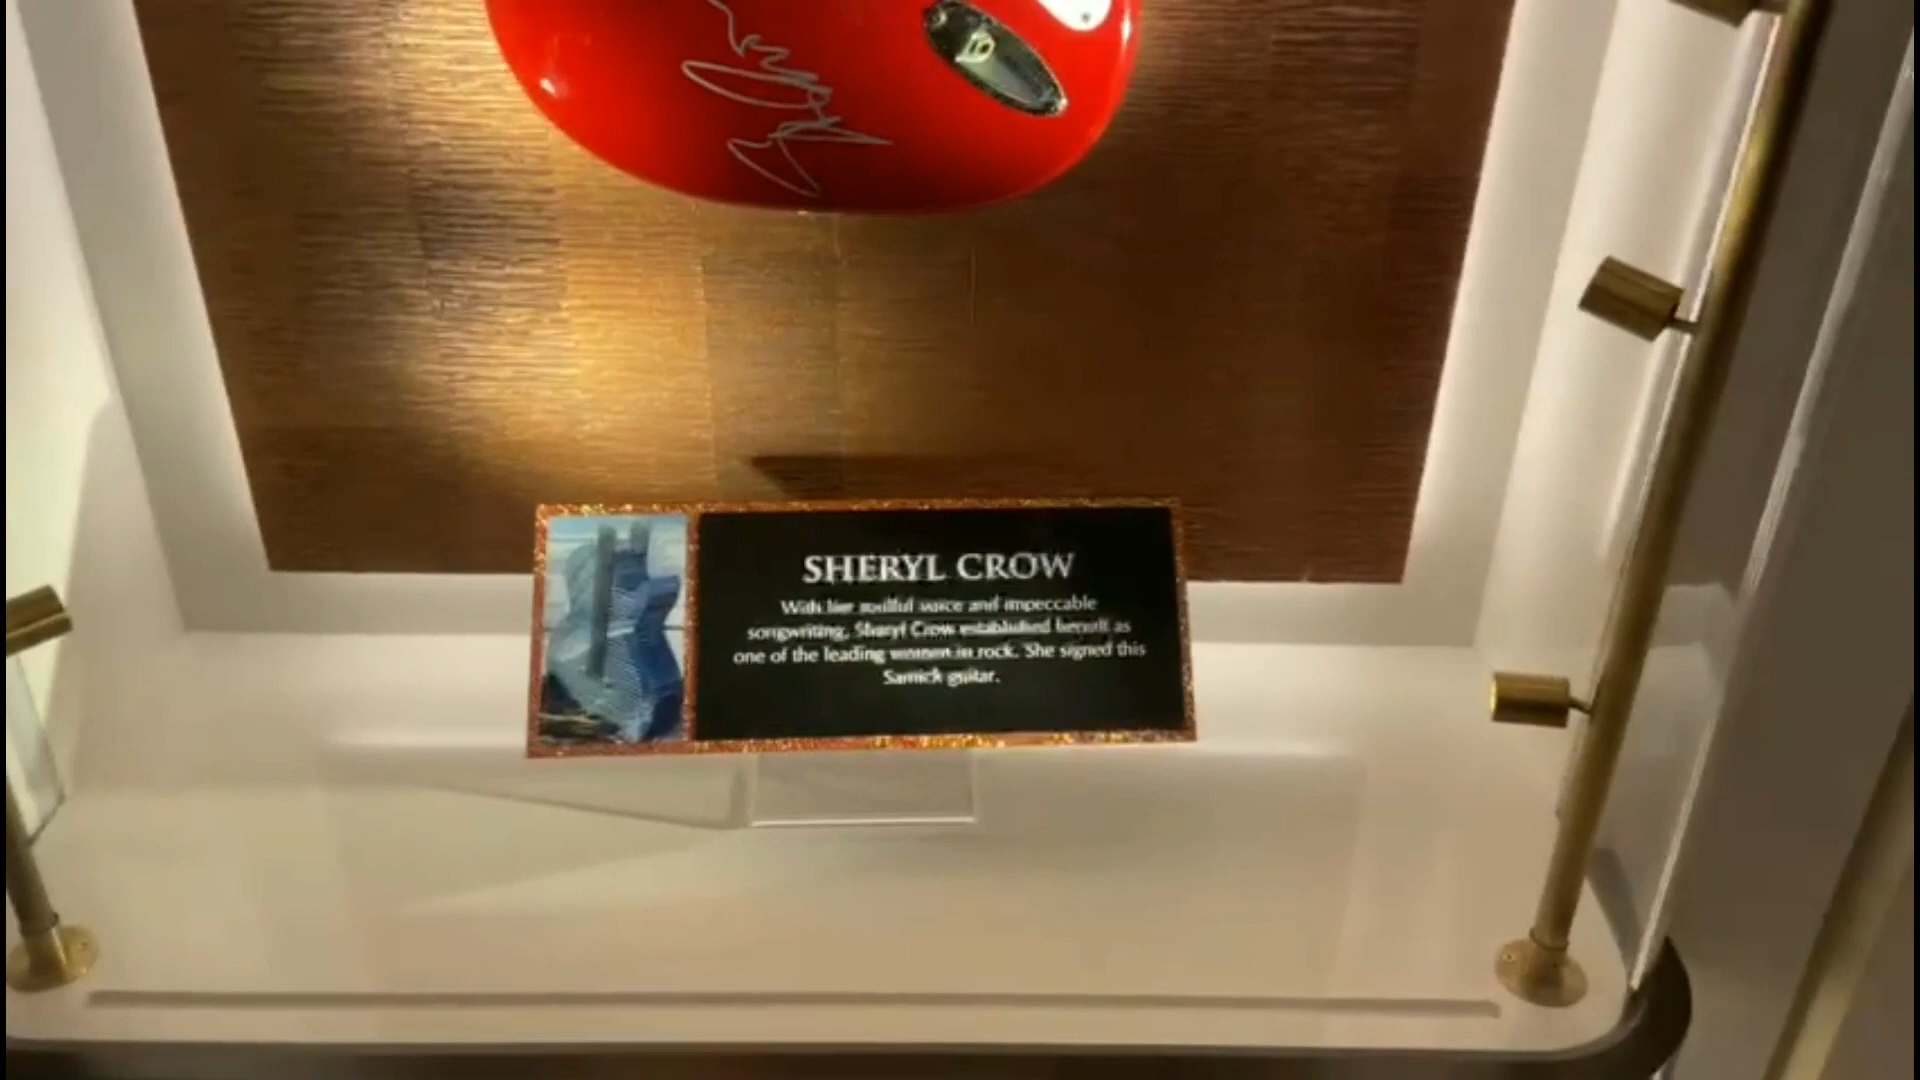 SHERYL CROW
With her soulful voice and impeccable
songwriting, Sheryl Crow established herself as
one of the leading women in rock. She signed this
Samick guitar.